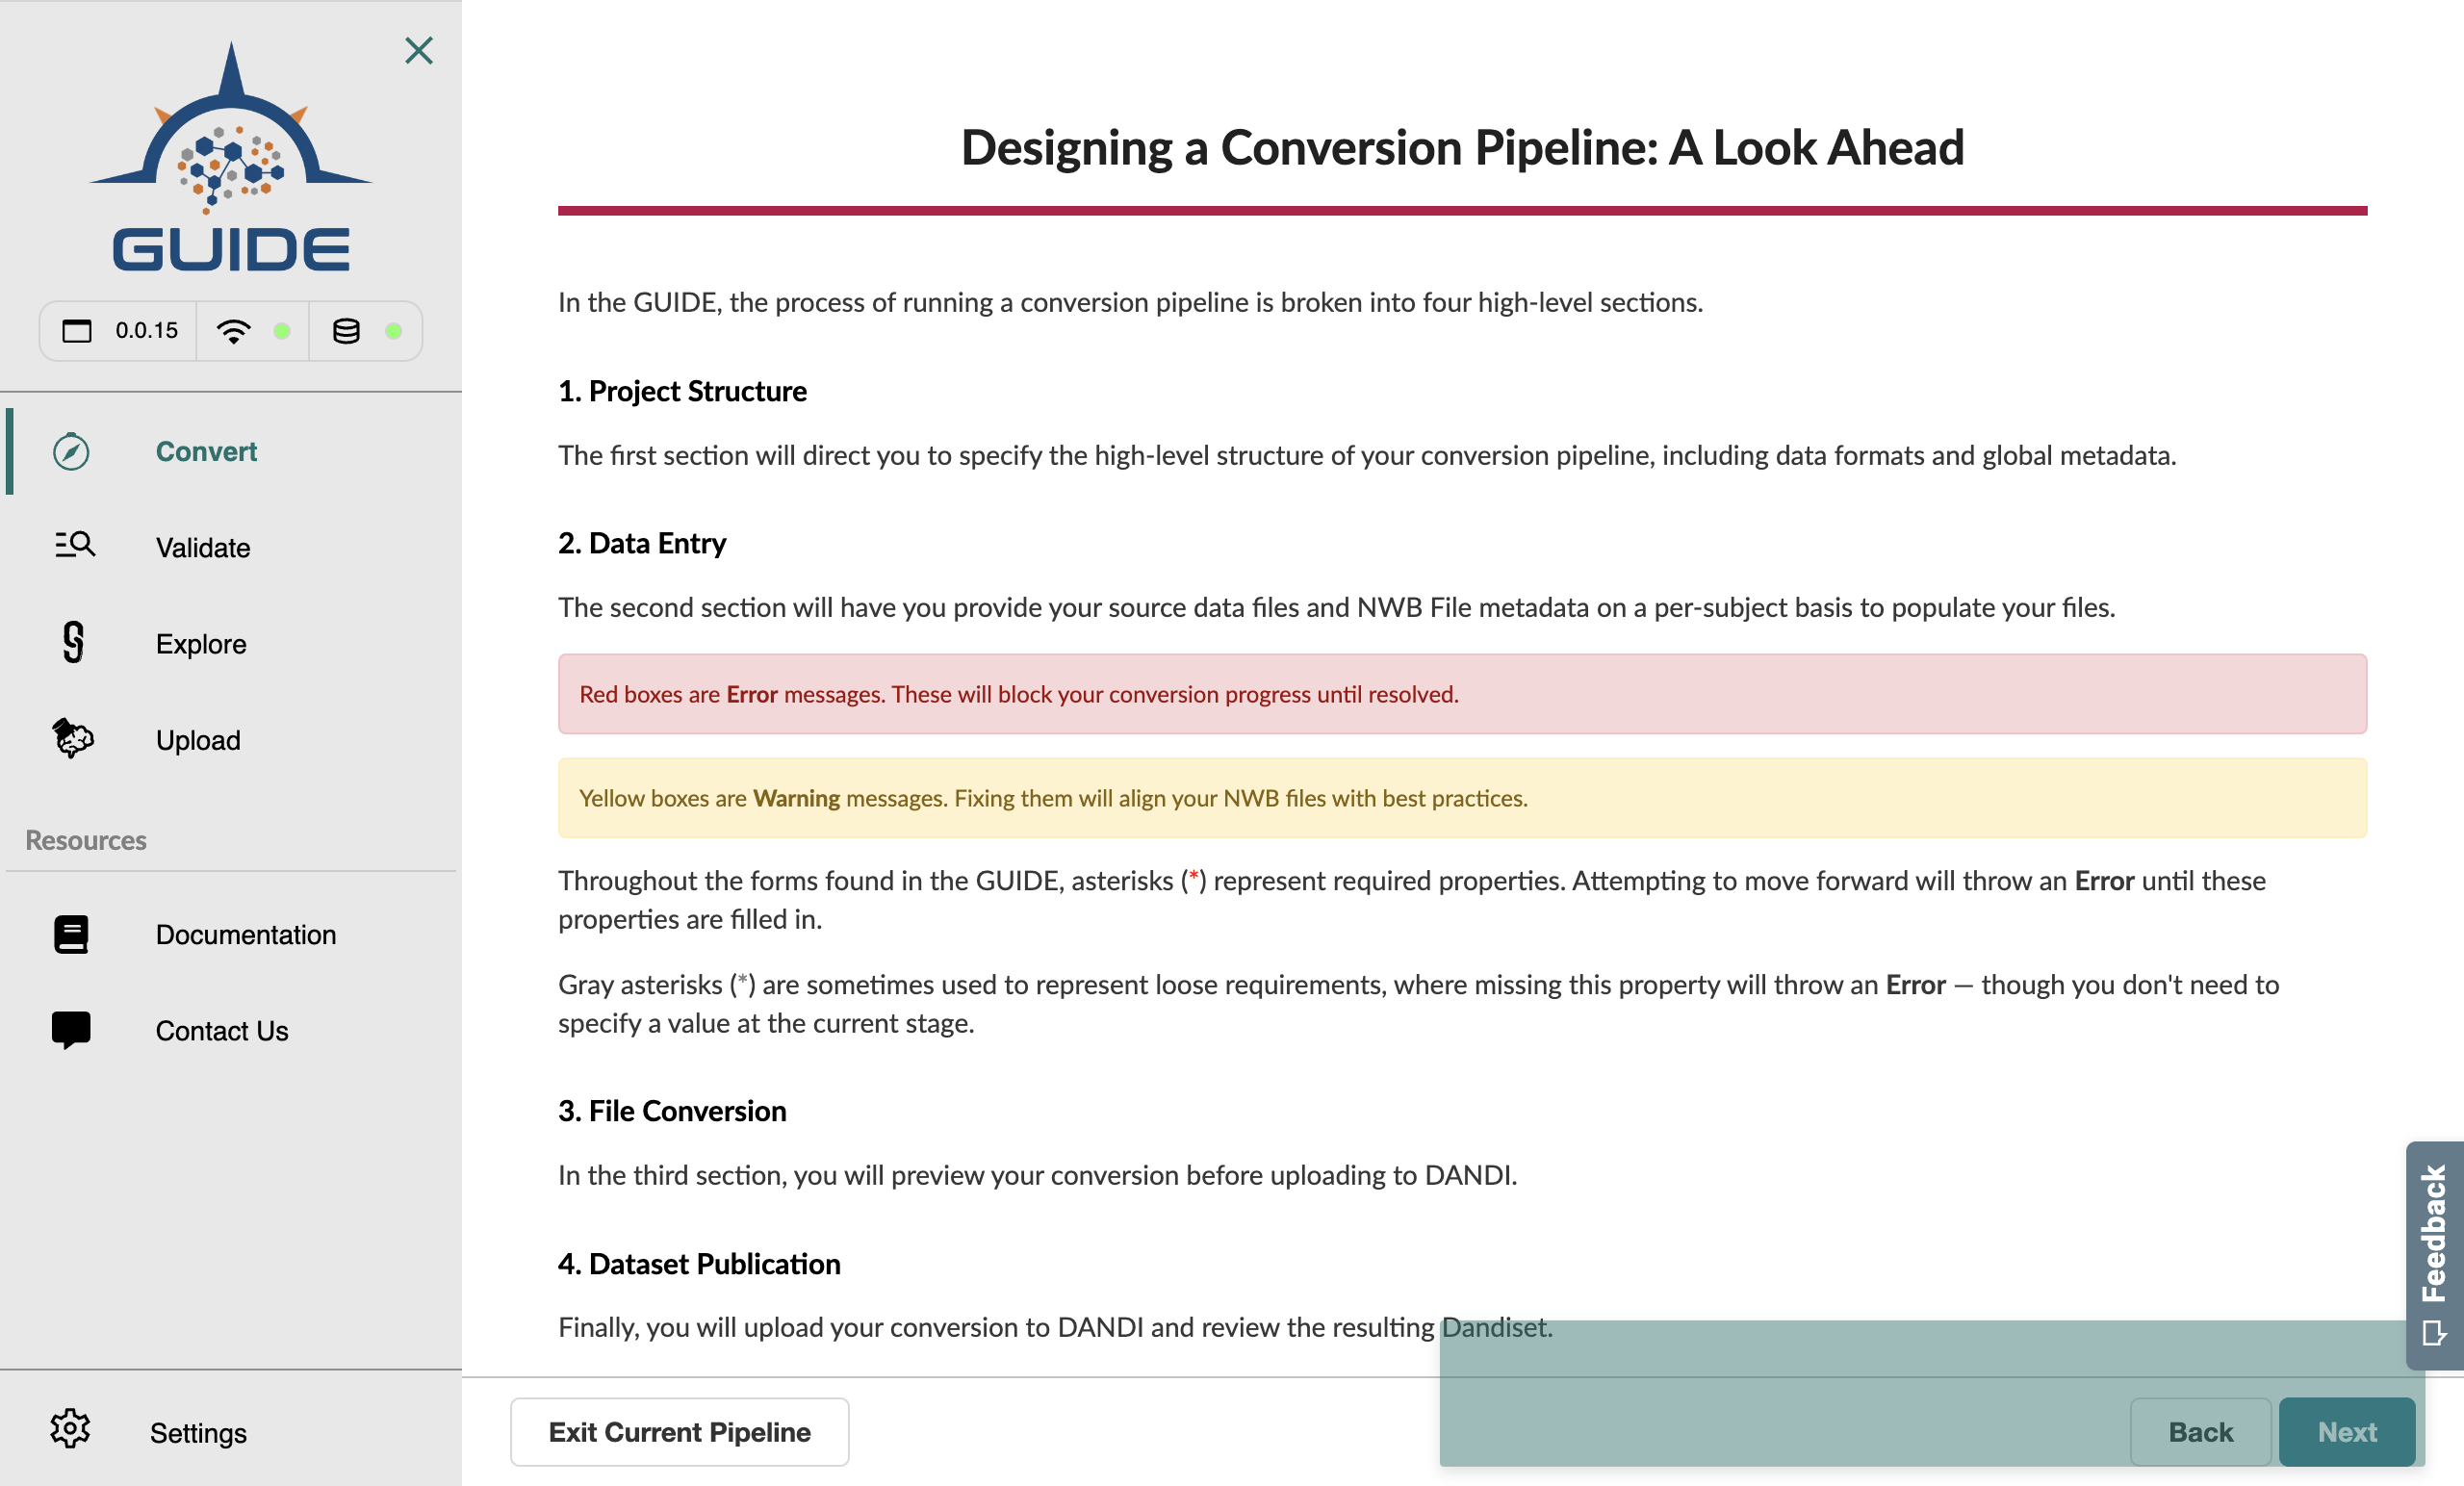 GUIDE
0.0.15
Convert
Validate
Explore
Upload
Resources
Documentation
Contact Us
Settings
Designing a Conversion Pipeline: A Look Ahead
In the GUIDE, the process of running a conversion pipeline is broken into four high-level sections.
1. Project Structure
The first section will direct you to specify the high-level structure of your conversion pipeline, including data formats and global metadata.
2. Data Entry
The second section will have you provide your source data files and NWB File metadata on a per-subject basis to populate your files.
Red boxes are Error messages. These will block your conversion progress until resolved.
Yellow boxes are Warning messages. Fixing them will align your NWB files with best practices.
Throughout the forms found in the GUIDE, asterisks (*) represent required properties. Attempting to move forward will throw an Error until these
properties are filled in.
Gray asterisks (*) are sometimes used to represent loose requirements, where missing this property will throw an Error — though you don't need to
specify a value at the current stage.
3. File Conversion
In the third section, you will preview your conversion before uploading to DANDI.
4. Dataset Publication
Finally, you will upload your conversion to DANDI and review the resulting Dandiset.
Exit Current Pipeline
Back
Next
Feedback